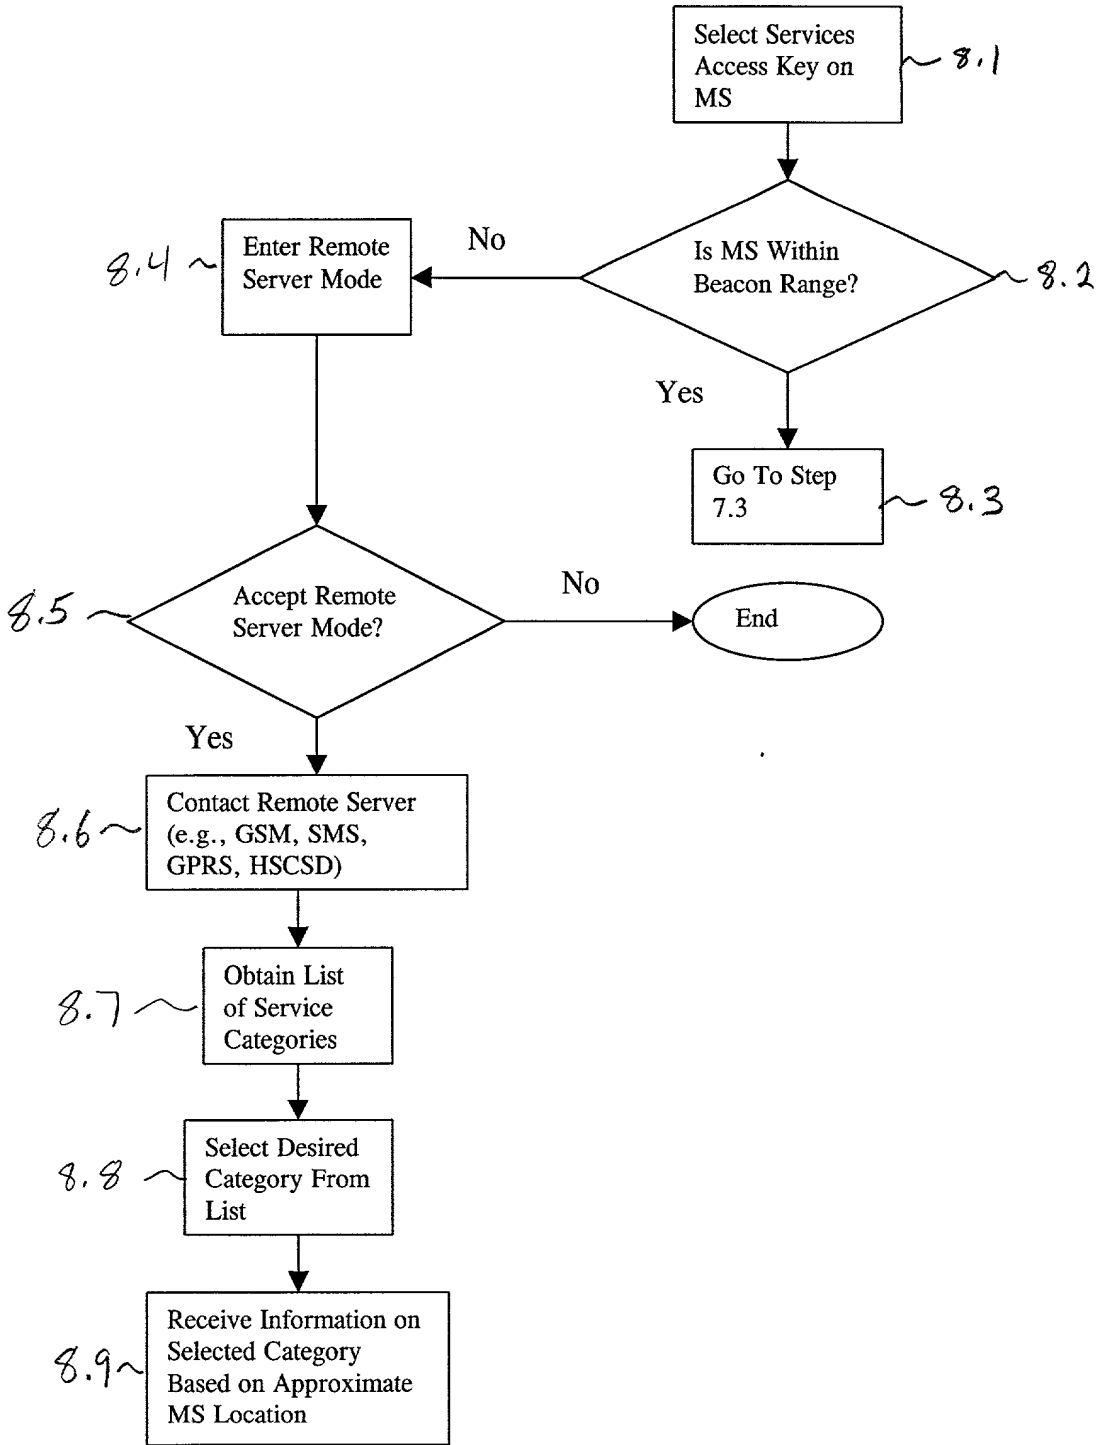 Select Services
Access Key on
MS
8.1
Is MS Within
Beacon Range?
8.2
No
Enter Remote
Server Mode
8.4
Yes
Go To Step
7.3
8.3
Accept Remote
Server Mode?
8.5
No
End
Yes
Contact Remote Server
(e.g., GSM, SMS,
GPRS, HSCSD)
8.6
Obtain List
of Service
Categories
8.7
Select Desired
Category From
List
8.8
Receive Information on
Selected Category
Based on Approximate
MS Location
8.9